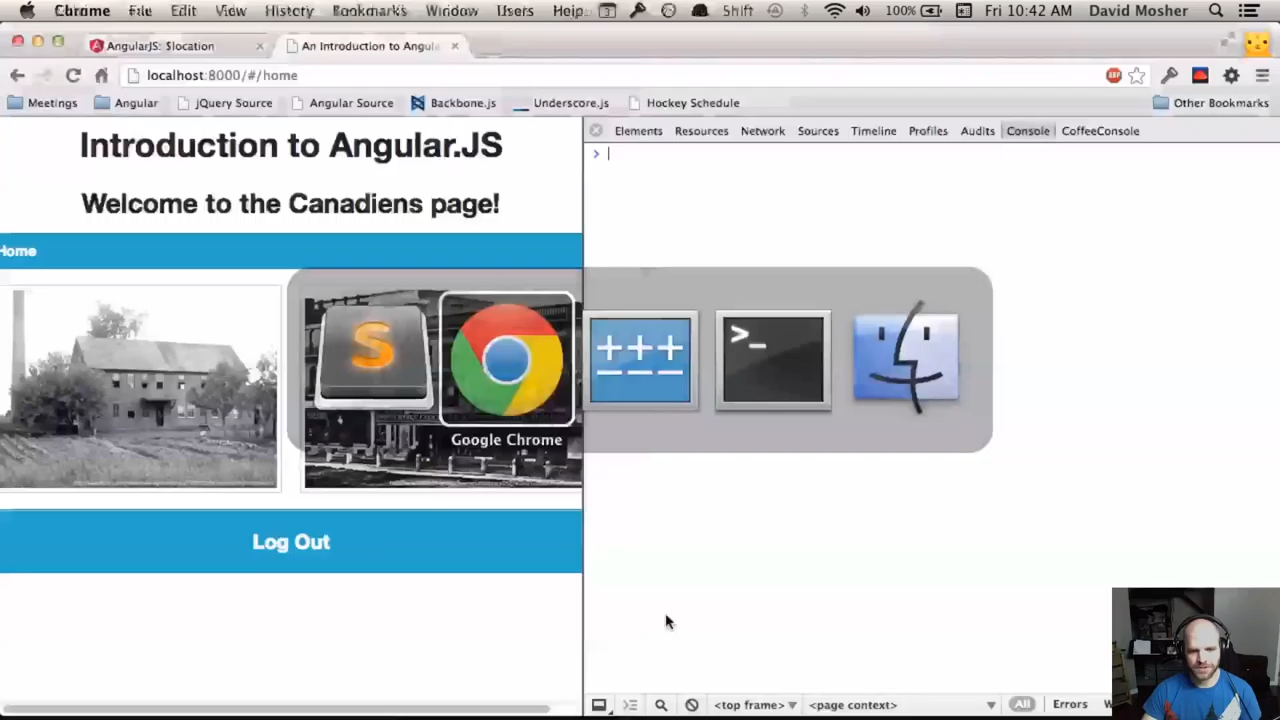 Chrome File Edit View History Bookmarks Window Users Help Shift 100% Fri 10:42 AM David Mosher
AngularJS: $location
An Introduction to Angula
localhost:8000/#/home
ABP
Meetings Angular jQuery Source Angular Source Backbone.js Underscore.js Hockey Schedule Other Bookmarks
Elements Resources Network Sources Timeline Profiles Audits Console CoffeeConsole
Introduction to Angular.JS
Welcome to the Canadiens page!
Home
S
Google Chrome
Log Out
<top frame> <page context> All Errors W